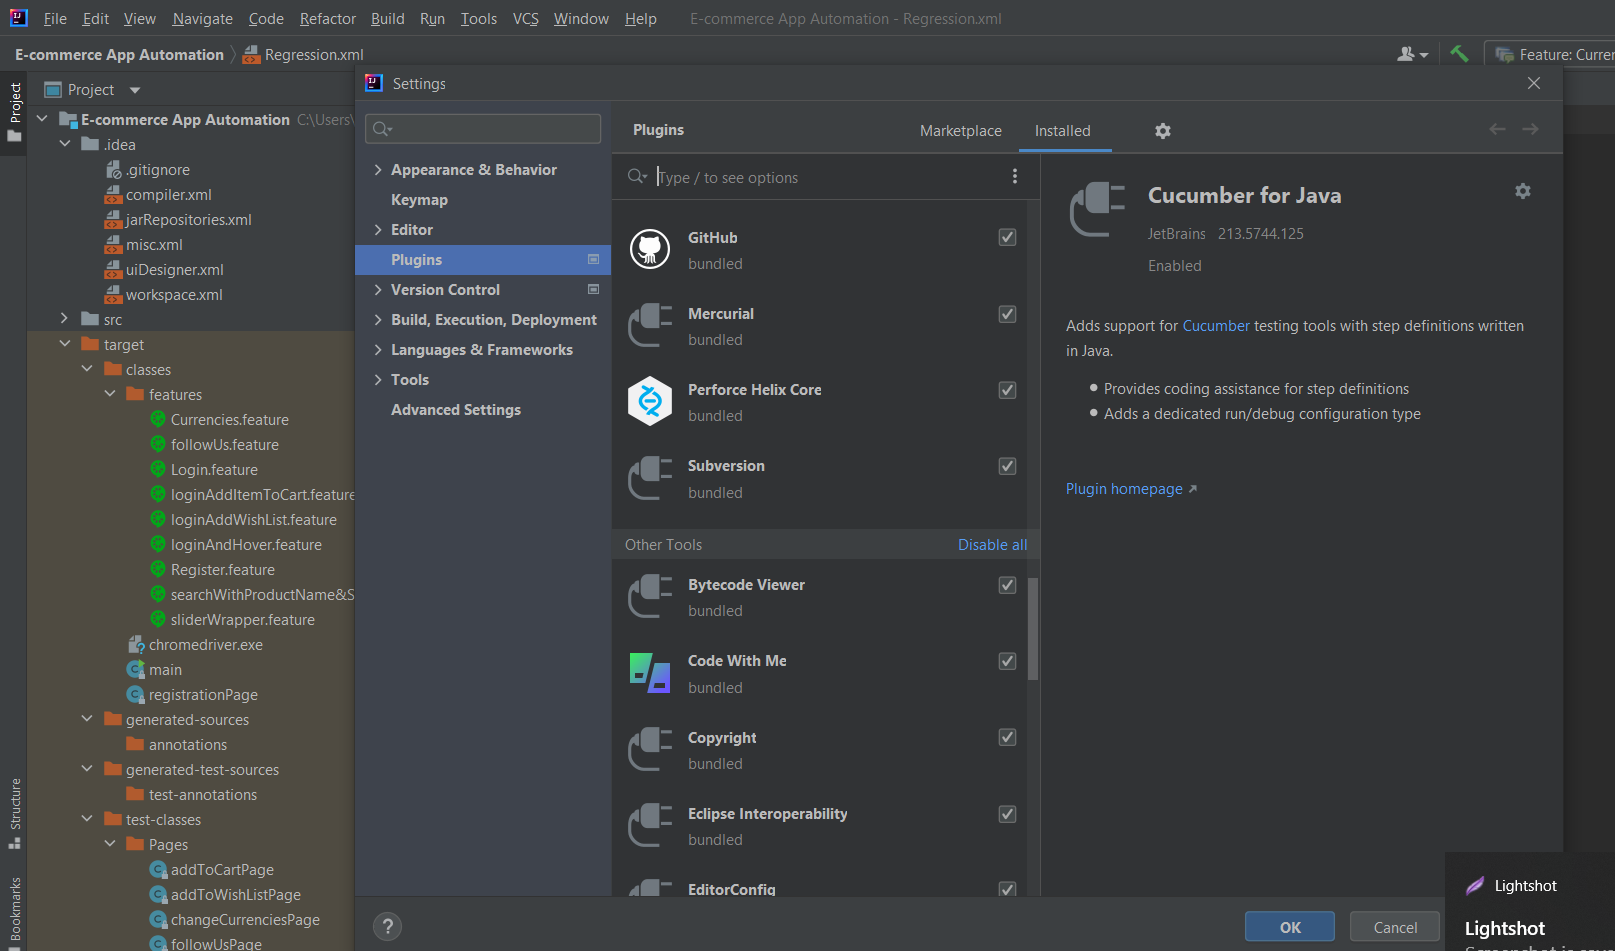 File Edit View Navigate Code Refactor Build Run Tools VCS Window Help E-commerce App Automation - Regression.xml
E-commerce App Automation Regression.xml
Feature: Curren
Project
Structure
Bookmarks
Project
E-commerce App Automation C:\Users\
.idea
.gitignore
compiler.xml
jarRepositories.xml
misc.xml
uiDesigner.xml
workspace.xml
src
target
classes
features
Currencies.feature
followUs.feature
Login.feature
loginAddItemToCart.feature
loginAddWishList.feature
loginAndHover.feature
Register.feature
searchWithProductName&S
sliderWrapper.feature
chromedriver.exe
main
registrationPage
generated-sources
annotations
generated-test-sources
test-annotations
test-classes
Pages
addToCartPage
addToWishListPage
changeCurrenciesPage
followUsPage
Settings
Appearance & Behavior
Keymap
Editor
Plugins
Version Control
Build, Execution, Deployment
Languages & Frameworks
Tools
Advanced Settings
Plugins Marketplace Installed
Type / to see options
GitHub
bundled
Mercurial
bundled
Perforce Helix Core
bundled
Subversion
bundled
Other Tools Disable all
Bytecode Viewer
bundled
Code With Me
bundled
Copyright
bundled
Eclipse Interoperability
bundled
EditorConfig
Cucumber for Java
JetBrains 213.5744.125
Enabled
Adds support for Cucumber testing tools with step definitions written
in Java.
Provides coding assistance for step definitions
Adds a dedicated run/debug configuration type
Plugin homepage
?
OK Cancel
Lightshot
Lightshot